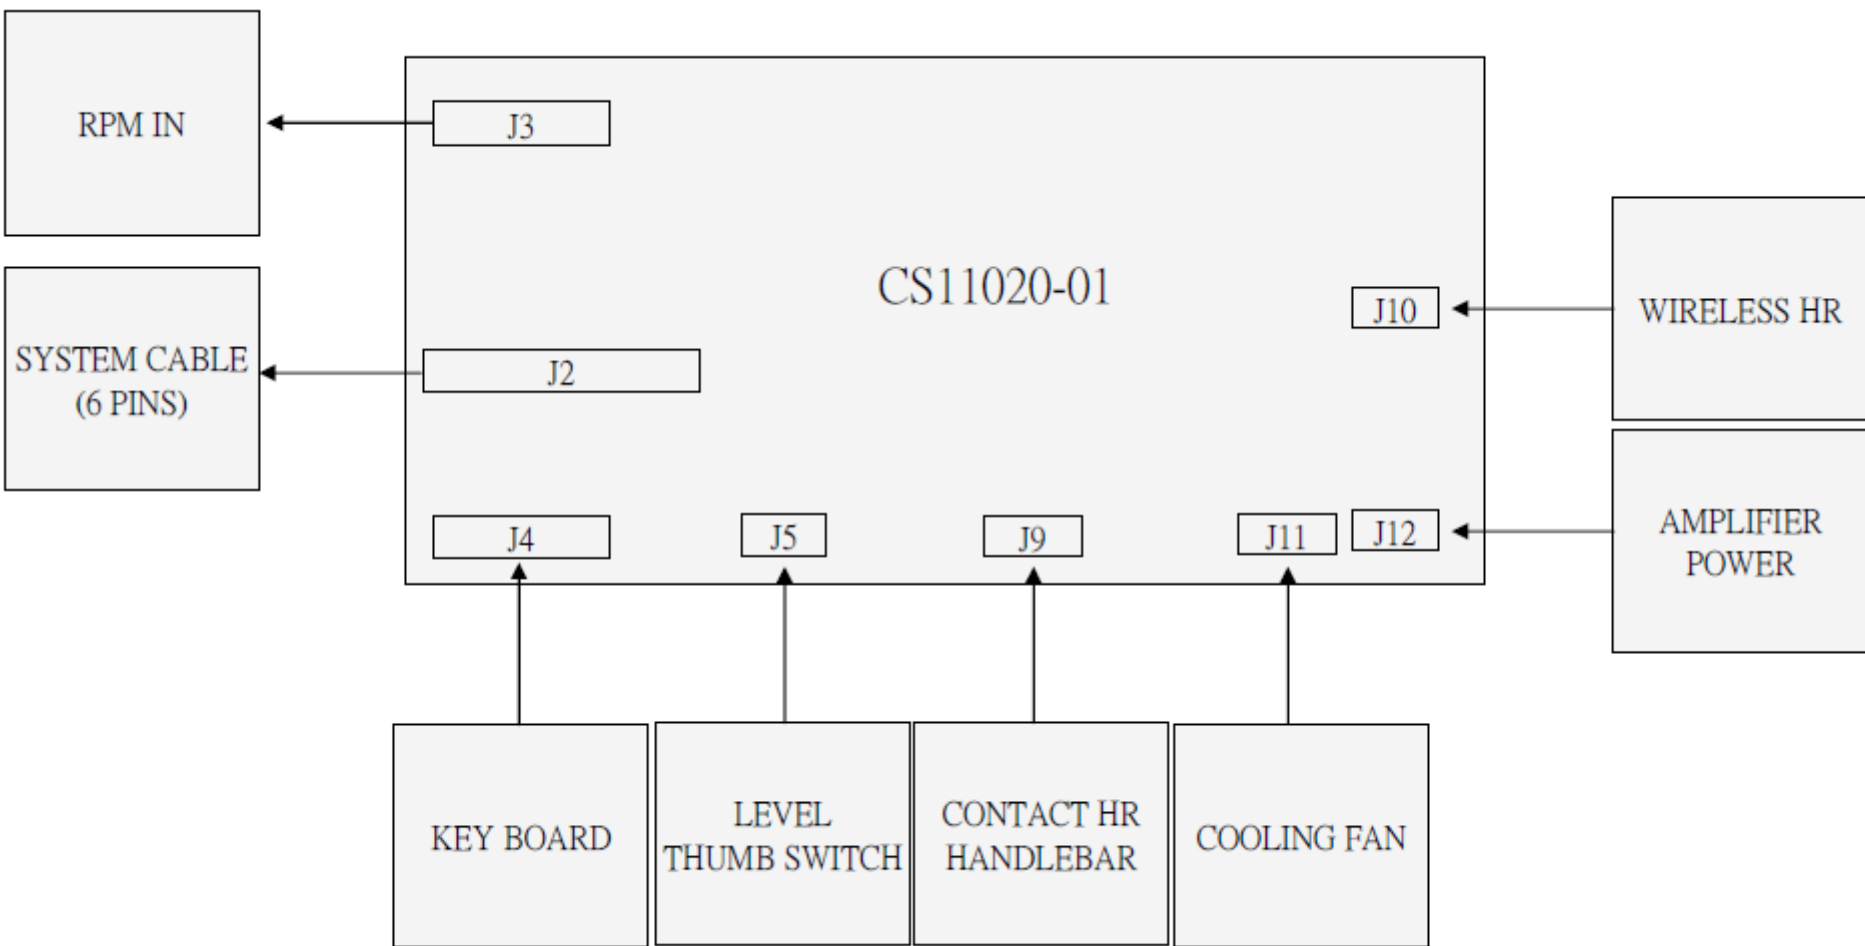 RPM IN
J3
CS11020-01
J10
WIRELESS HR
SYSTEM CABLE
(6 PINS)
J2
J4
J5
J9
J11
J12
AMPLIFIER
POWER
KEY BOARD
LEVEL
THUMB SWITCH
CONTACT HR
HANDLEBAR
COOLING FAN